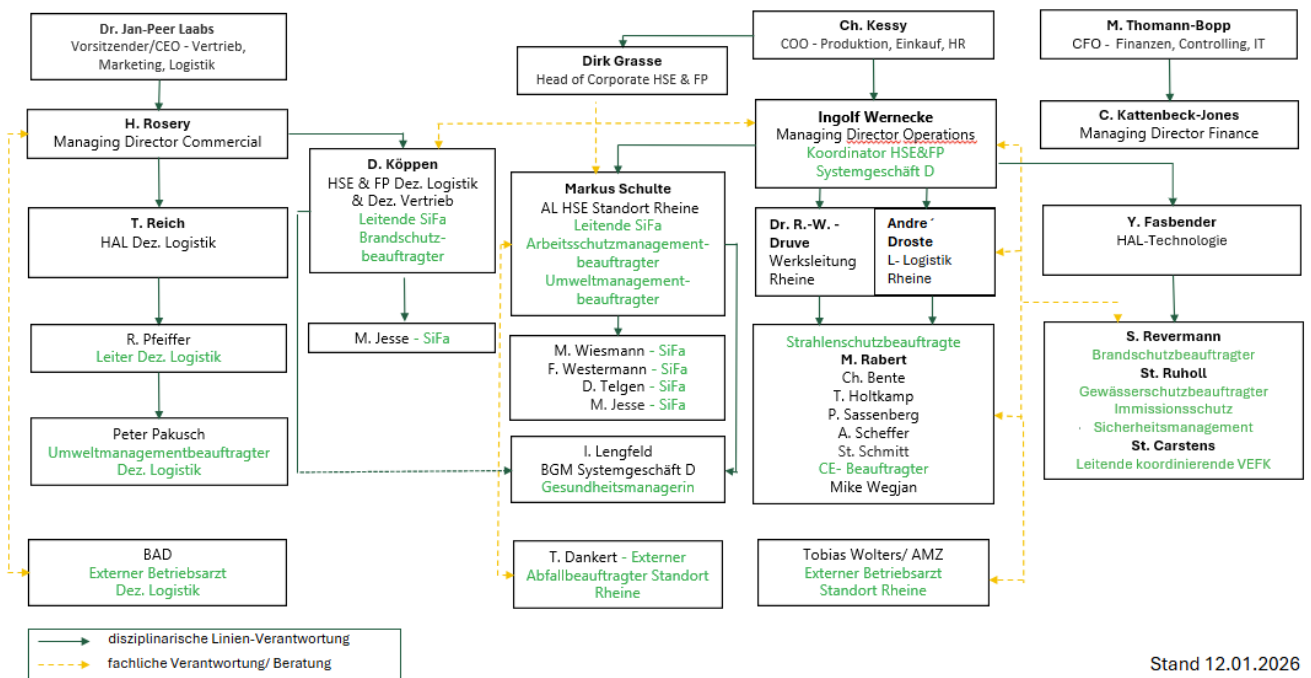 Dr. Jan-Peer Laabs
Vorsitzender/CEO - Vertrieb,
Marketing, Logistik
Ch. Kessy
COO - Produktion, Einkauf, HR
M. Thomann-Bopp
CFO - Finanzen, Controlling, IT
Dirk Grasse
Head of Corporate HSE & FP
H. Rosery
Managing Director Commercial
Ingolf Wernecke
Managing Director Operations
Koordinator HSE&FP
Systemgeschäft D
C. Kattenbeck-Jones
Managing Director Finance
D. Köppen
HSE & FP Dez. Logistik
& Dez. Vertrieb
Leitende SiFa
Brandschutz-
beauftragter
Markus Schulte
AL HSE Standort Rheine
Leitende SiFa
Arbeitsschutzmanagement-
beauftragter
Umweltmanagement-
beauftragter
T. Reich
HAL Dez. Logistik
Dr. R.-W. -
Druve
Werksleitung
Rheine
Andre ´
Droste
L- Logistik
Rheine
Y. Fasbender
HAL-Technologie
R. Pfeiffer
Leiter Dez. Logistik
M. Jesse - SiFa
M. Wiesmann - SiFa
F. Westermann - SiFa
D. Telgen - SiFa
M. Jesse - SiFa
Strahlenschutzbeauftragte
M. Rabert
Ch. Bente
T. Holtkamp
P. Sassenberg
A. Scheffer
St. Schmitt
CE- Beauftragter
Mike Wegjan
S. Revermann
Brandschutzbeauftragter
St. Ruholl
Gewässerschutzbeauftragter
Immissionsschutz
Sicherheitsmanagement
St. Carstens
Leitende koordinierende VEFK
Peter Pakusch
Umweltmanagementbeauftragter
Dez. Logistik
I. Lengfeld
BGM Systemgeschäft D
Gesundheitsmanagerin
BAD
Externer Betriebsarzt
Dez. Logistik
T. Dankert - Externer
Abfallbeauftragter Standort
Rheine
Tobias Wolters/ AMZ
Externer Betriebsarzt
Standort Rheine
disziplinarische Linien-Verantwortung
fachliche Verantwortung/ Beratung
Stand 12.01.2026